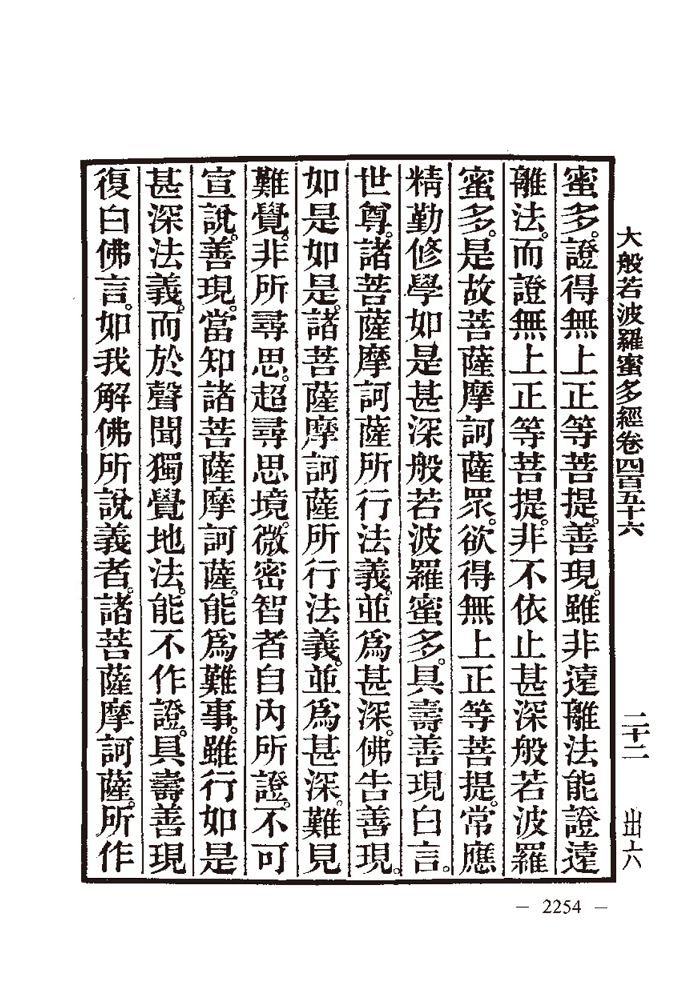 大般若波羅蜜多經卷四百五十六 二十二 出六
蜜多。證得無上正等菩提。善現。雖非遠離法能證遠
離法。而證無上正等菩提。非不依止甚深般若波羅
蜜多。是故菩薩摩訶薩眾。欲得無上正等菩提。常應
精勤修學如是甚深般若波羅蜜多。具壽善現白言。
世尊。諸菩薩摩訶薩所行法義。並為甚深。佛告善現。
如是如是。諸菩薩摩訶薩所行法義。並為甚深。難見
難覺。非所尋思。超尋思境。微密智者自內所證。不可
宣說。善現。當知諸菩薩摩訶薩。能為難事。雖行如是
甚深法義。而於聲聞獨覺地法。能不作證。具壽善現
復白佛言。如我解佛所說義者。諸菩薩摩訶薩。所作
— 2254 —